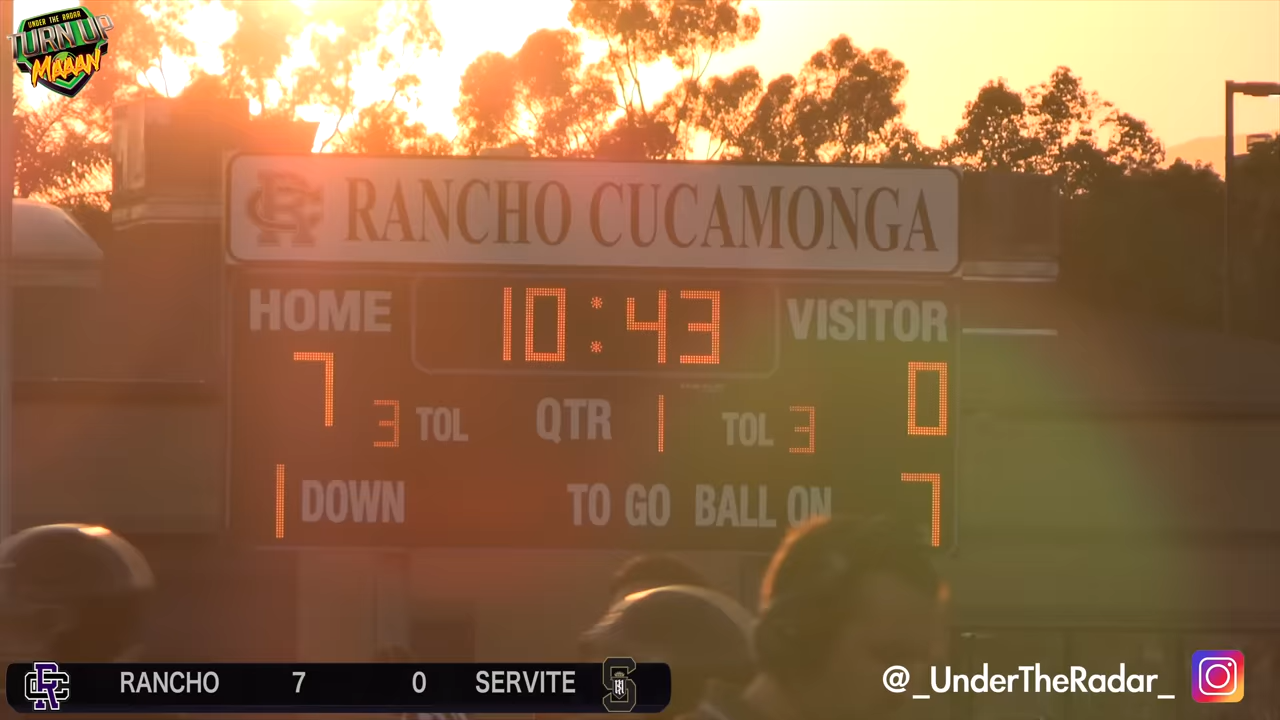 UNDER THE RADAR
TURN UP
MAAAN
RC RANCHO CUCAMONGA
HOME 10:43 VISITOR
7 0
3 TOL QTR 1 TOL 3
1 DOWN TO GO BALL ON 7
RANCHO 7 0 SERVITE
@_UnderTheRadar_